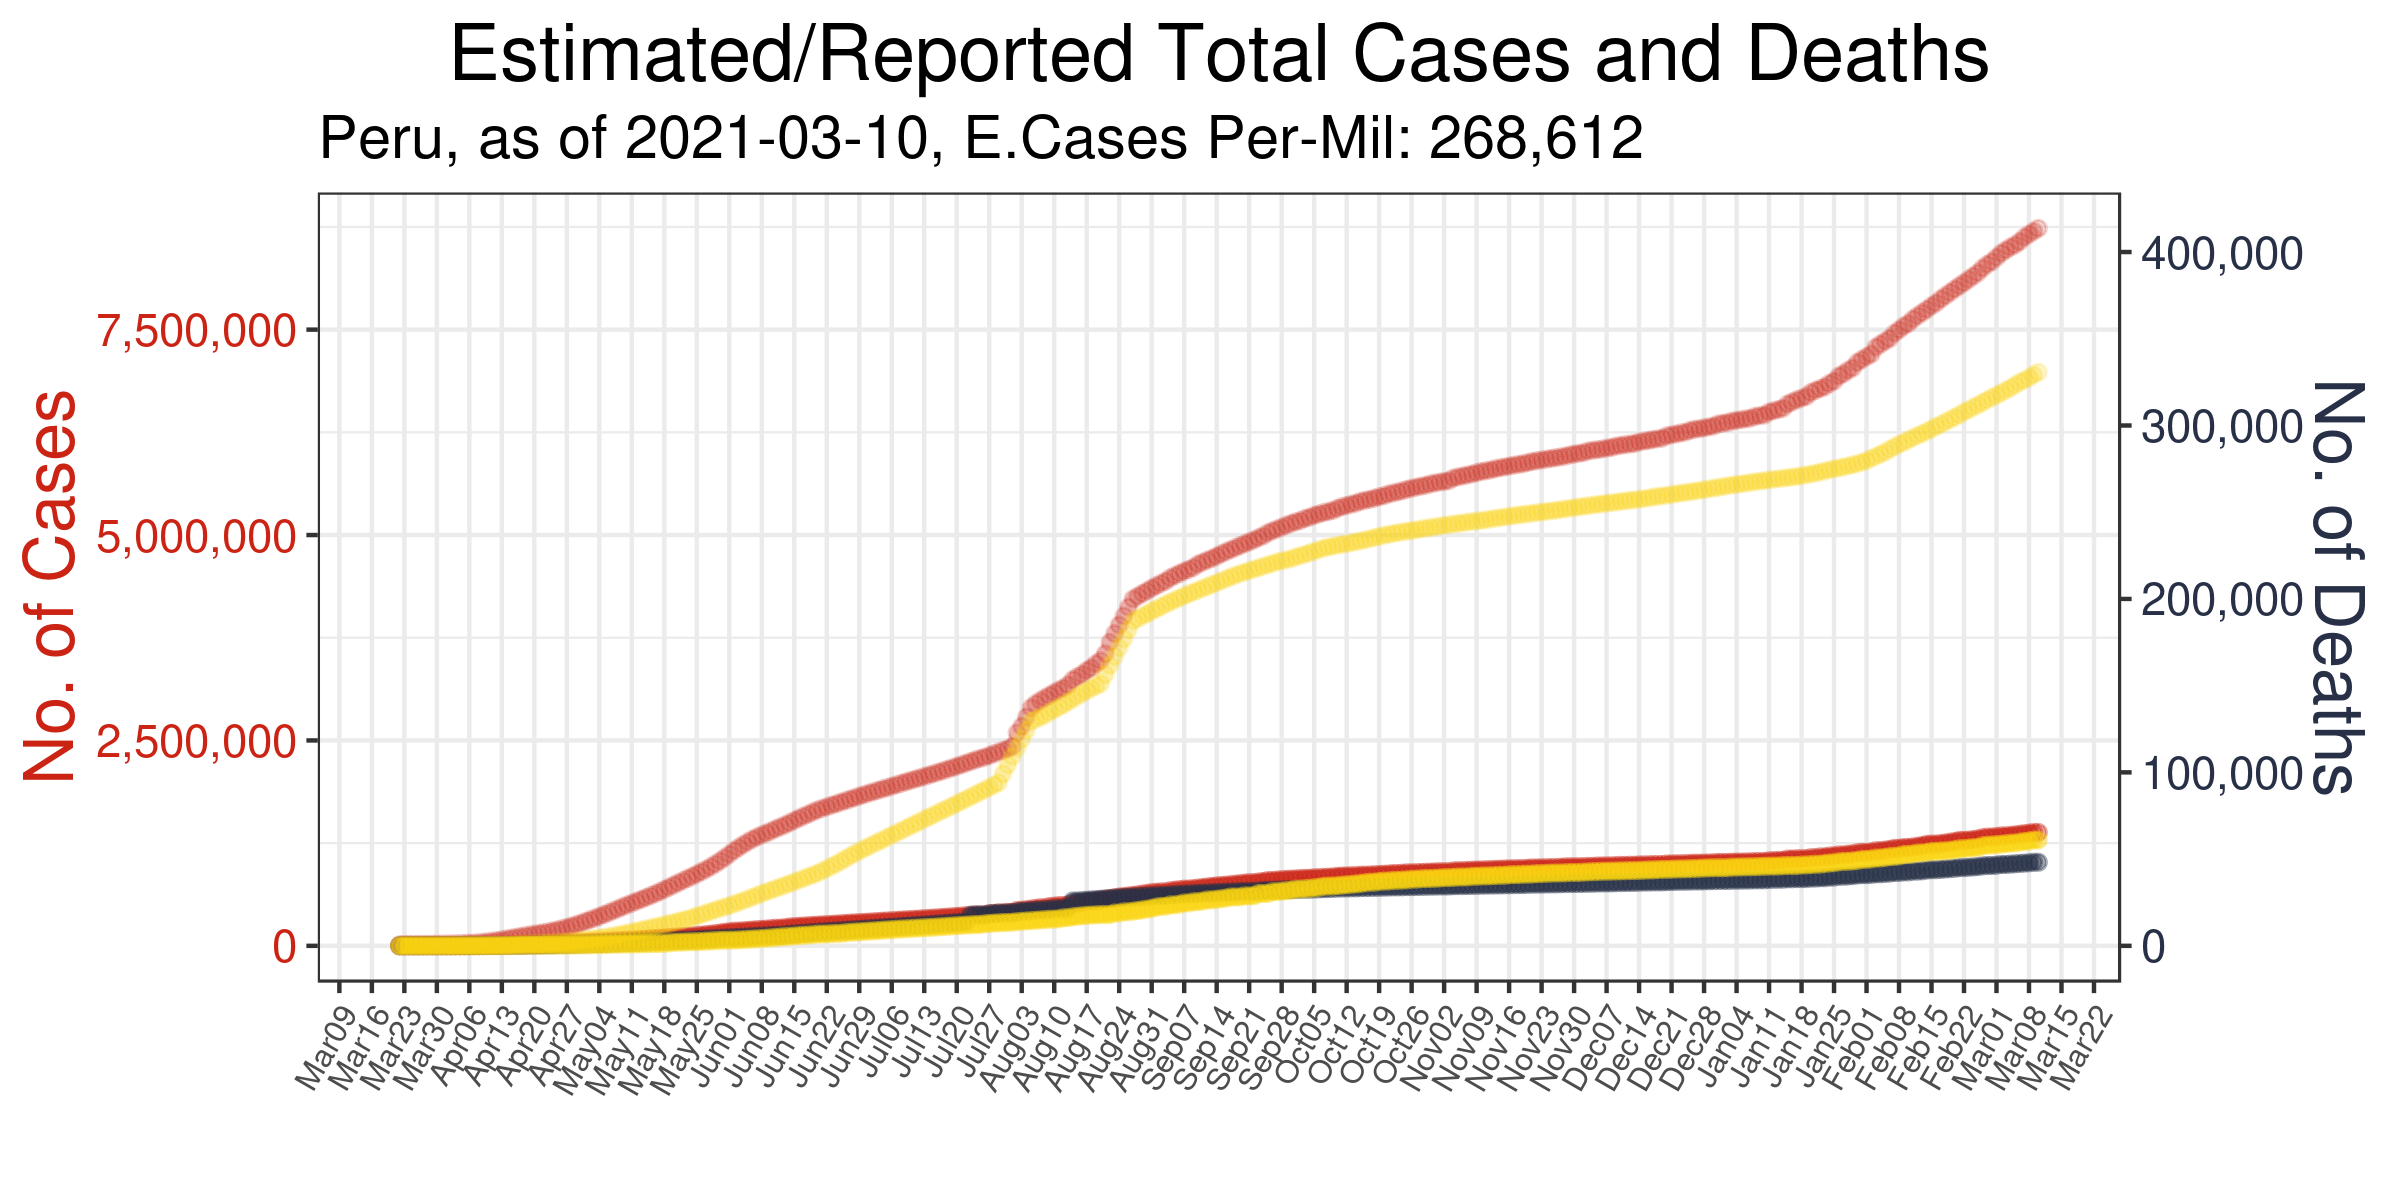 Estimated/Reported Total Cases and Deaths
Peru, as of 2021-03-10, E.Cases Per-Mil: 268,612
No. of Cases
7,500,000
5,000,000
2,500,000
0
400,000
300,000
200,000
100,000
0
No. of Deaths
Mar09
Mar16
Mar23
Mar30
Apr06
Apr13
Apr20
Apr27
May04
May11
May18
May25
Jun01
Jun08
Jun15
Jun22
Jun29
Jul06
Jul13
Jul20
Jul27
Aug03
Aug10
Aug17
Aug24
Aug31
Sep07
Sep14
Sep21
Sep28
Oct05
Oct12
Oct19
Oct26
Nov02
Nov09
Nov16
Nov23
Nov30
Dec07
Dec14
Dec21
Dec28
Jan04
Jan11
Jan18
Jan25
Feb01
Feb08
Feb15
Feb22
Mar01
Mar08
Mar15
Mar22